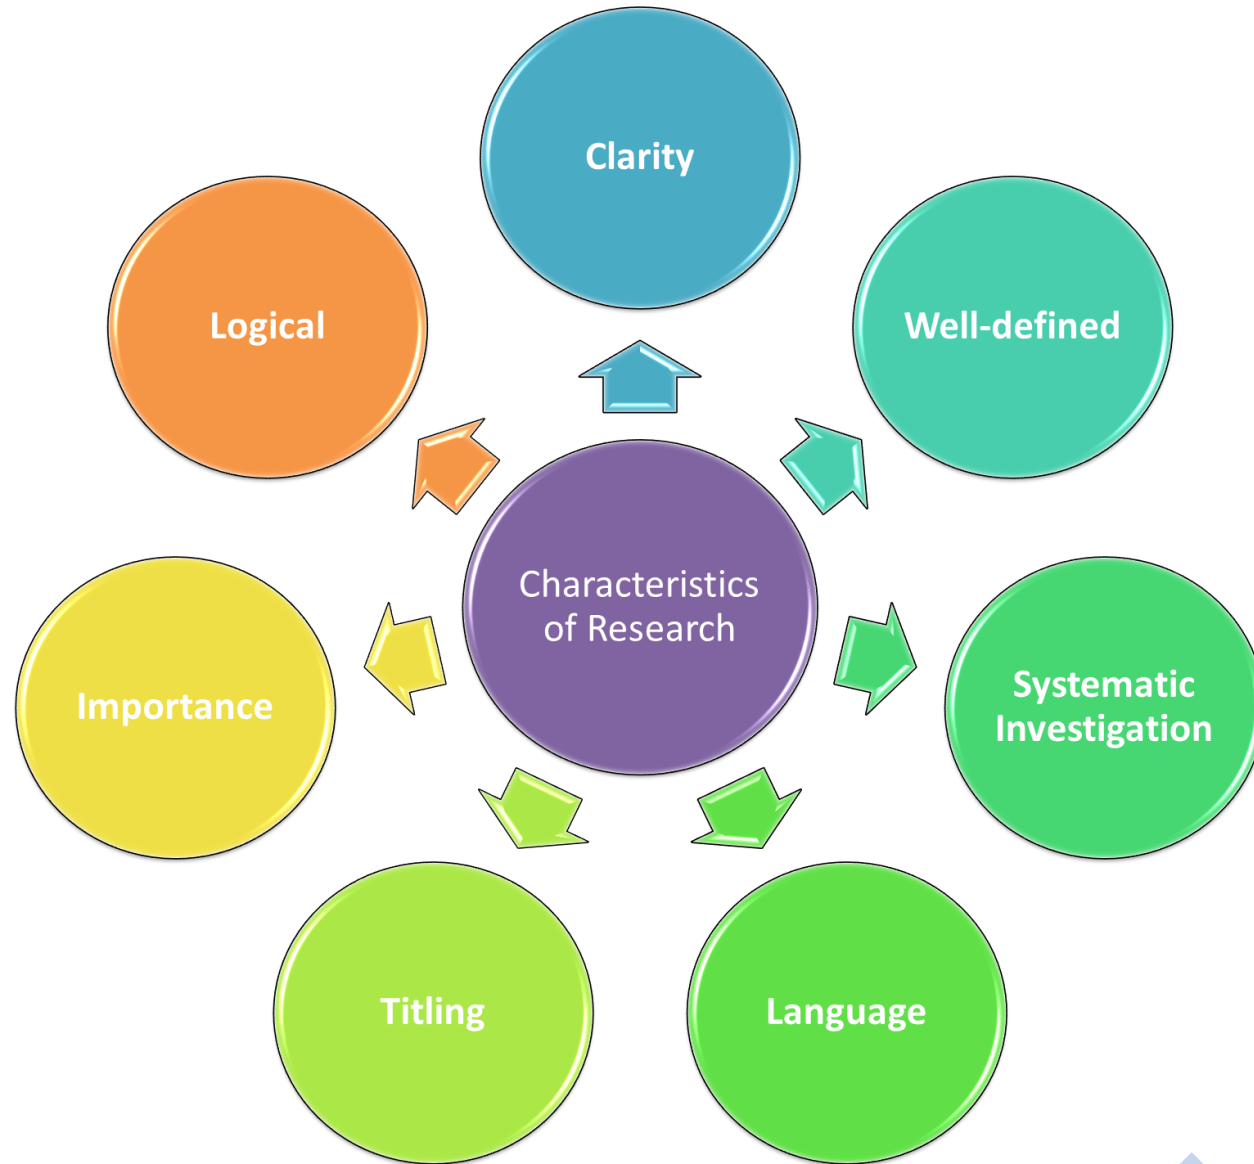 Clarity
Well-defined
Systematic
Investigation
Language
Titling
Importance
Logical
Characteristics
of Research